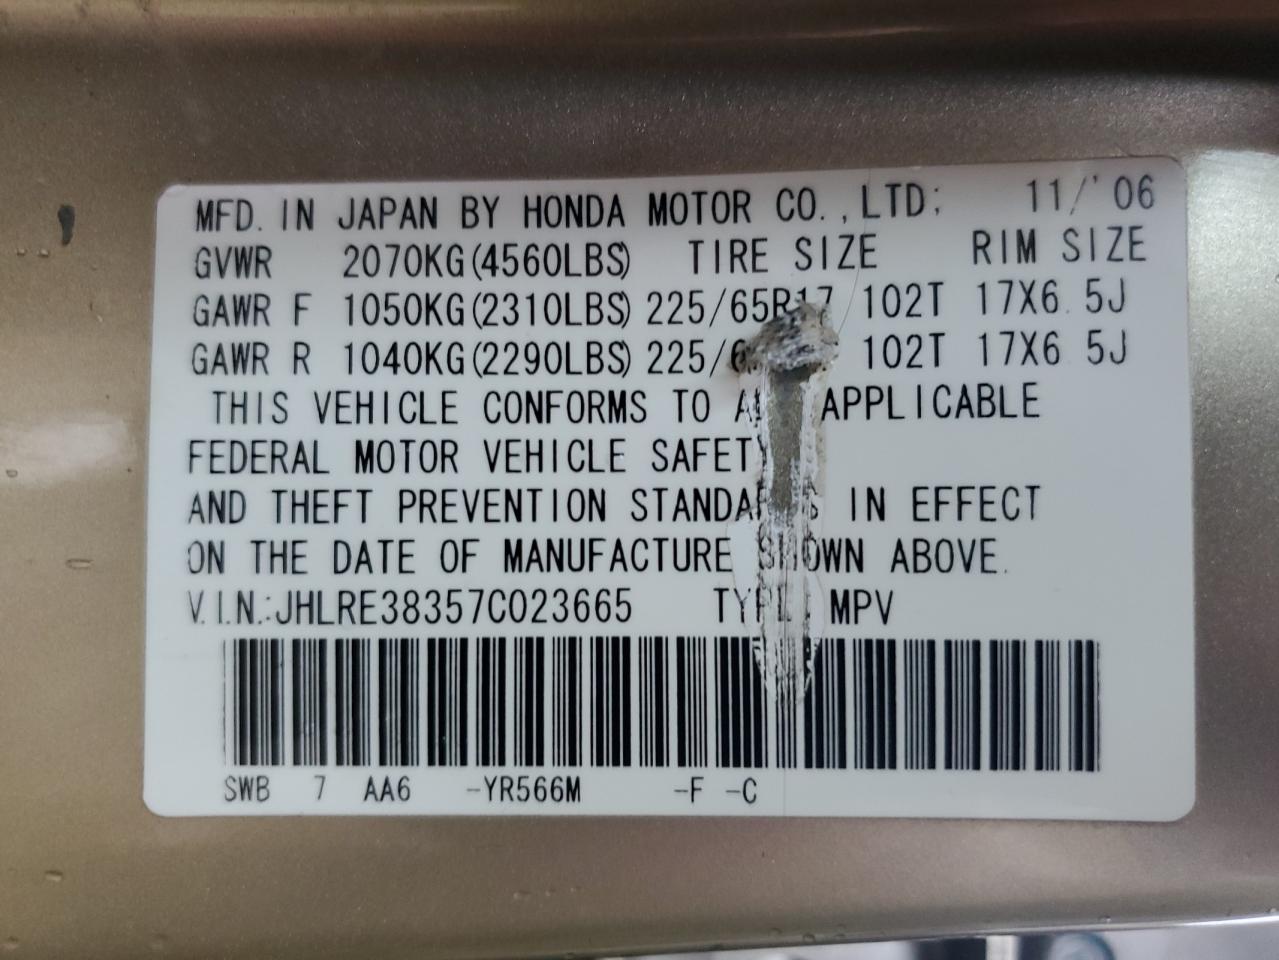 MFD. IN JAPAN BY HONDA MOTOR CO.,LTD; 11/'06
GVWR 2070KG(4560LBS) TIRE SIZE RIM SIZE
GAWR F 1050KG(2310LBS) 225/65R17 102T 17X6.5J
GAWR R 1040KG(2290LBS) 102T 17X6.5J
THIS VEHICLE CONFORMS TO APPLICABLE
FEDERAL MOTOR VEHICLE SAFETY
AND THEFT PREVENTION STANDARDS IN EFFECT
ON THE DATE OF MANUFACTURE SHOWN ABOVE.
V.I.N.:JHLRE38357C023665 TYPE: MPV
SWB 7 AA6 -YR566M -F -C